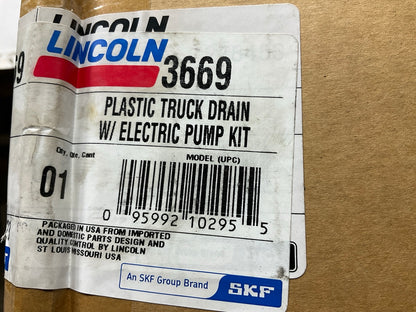 LINCOLN
LINCOLN
69
3669
PLASTIC TRUCK DRAIN
W/ ELECTRIC PUMP KIT
Qty. Qte. Cant
MODEL (UPC)
01
0 95992 10295 5
PACKAGED IN USA FROM IMPORTED
AND DOMESTIC PARTS DESIGN AND
QUALITY CONTROL BY LINCOLN
ST LOUIS MISSOURI USA
An SKF Group Brand
SKF